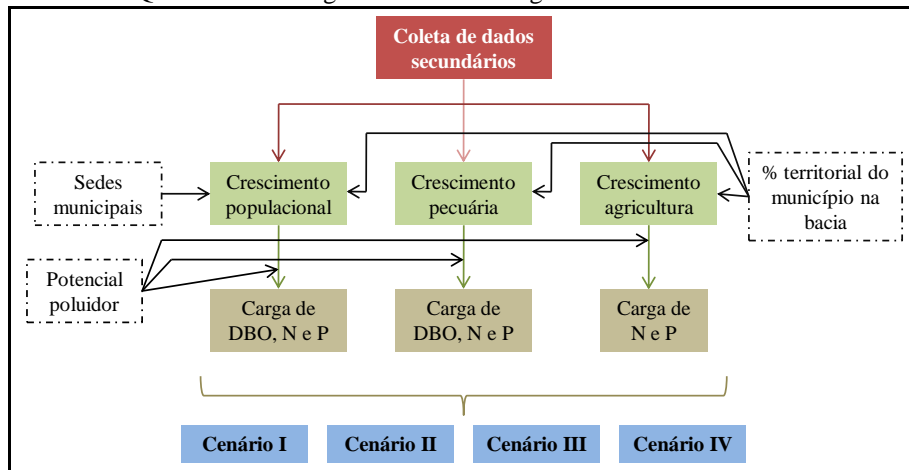 Coleta de dados
secundários
Sedes
municipais
Crescimento
populacional
Crescimento
pecuária
Crescimento
agricultura
% territorial do
município na
bacia
Potencial
poluidor
Carga de
DBO, N e P
Carga de
DBO, N e P
Carga de
N e P
Cenário I
Cenário II
Cenário III
Cenário IV